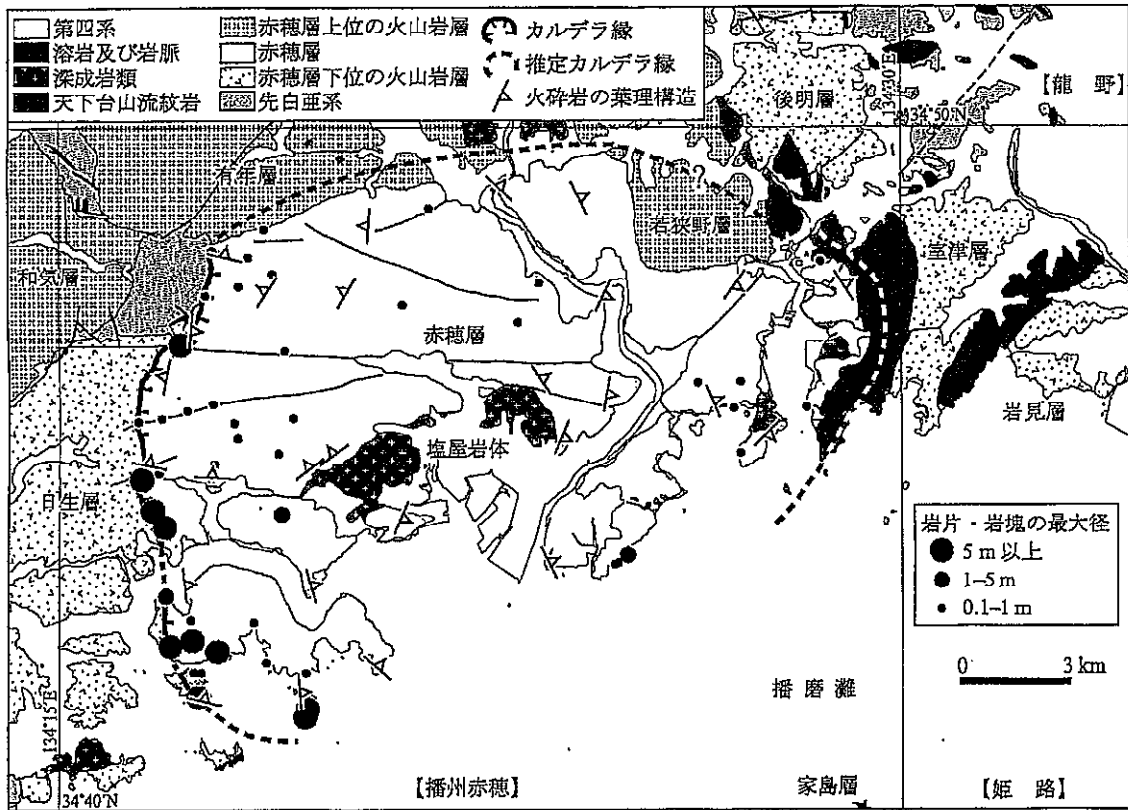 第四系
溶岩及び岩脈
深成岩類
天下台山流紋岩
赤穂層上位の火山岩層
赤穂層
赤穂層下位の火山岩層
先白亜系
カルデラ縁
推定カルデラ縁
火砕岩の葉理構造
後明層
134°30′E
34°50′N
【龍 野】
有年層
?
若狭野層
室津層
和気層
赤穂層
岩見層
塩屋岩体
日生層
岩片・岩塊の最大径
5 m 以上
1–5 m
0.1–1 m
0 3 km
播 磨 灘
134°15′E
34°40′N
【播州赤穂】
家島層
【姫 路】